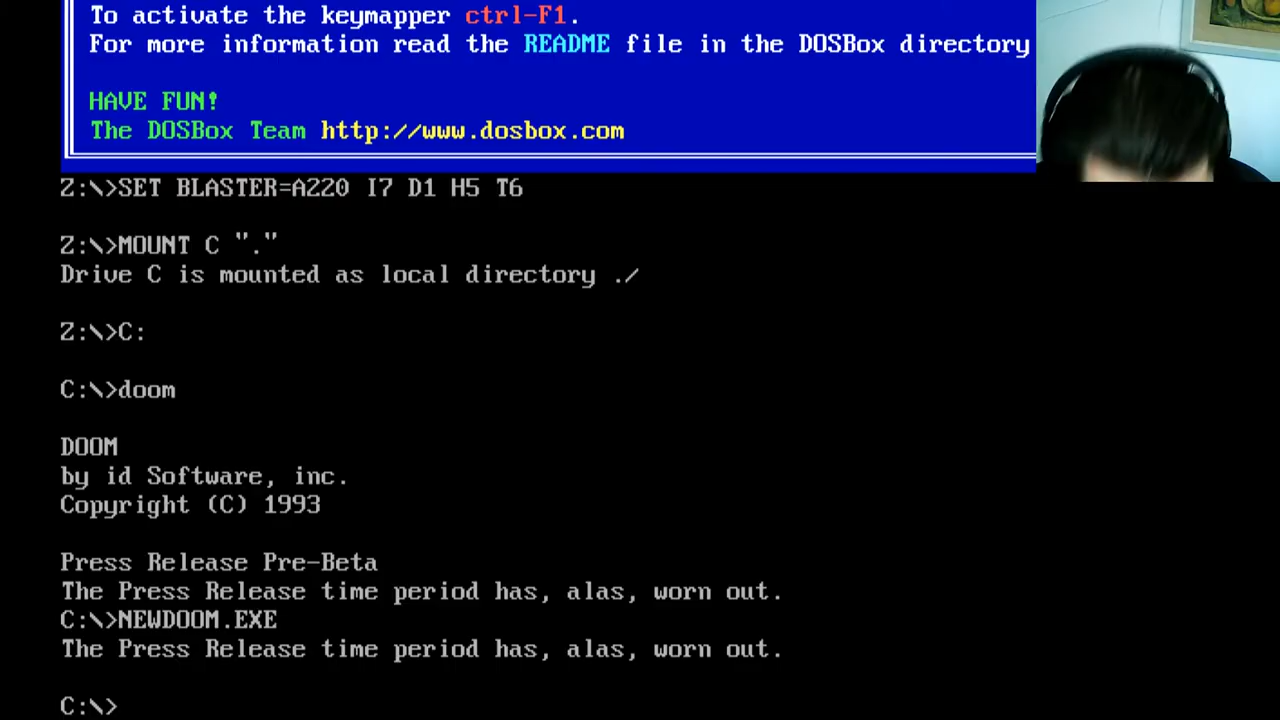 To activate the keymapper ctrl-F1.
For more information read the README file in the DOSBox directory
HAVE FUN!
The DOSBox Team http://www.dosbox.com
Z:\>SET BLASTER=A220 I7 D1 H5 T6
Z:\>MOUNT C "."
Drive C is mounted as local directory ./
Z:\>C:
C:\>doom
DOOM
by id Software, inc.
Copyright (C) 1993
Press Release Pre-Beta
The Press Release time period has, alas, worn out.
C:\>NEWDOOM.EXE
The Press Release time period has, alas, worn out.
C:\>